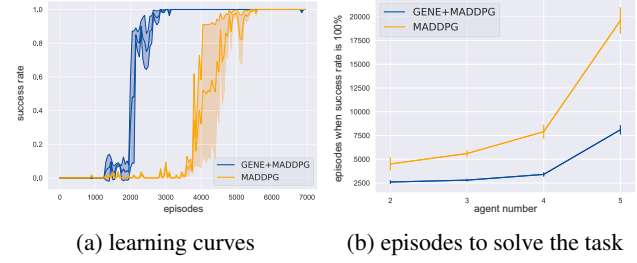 1.0
0.8
0.6
0.4
0.2
0.0
success rate
0 1000 2000 3000 4000 5000 6000 7000
episodes
GENE+MADDPG
MADDPG
(a) learning curves
20000
17500
15000
12500
10000
7500
5000
2500
episodes when success rate is 100%
2 3 4 5
agent number
GENE+MADDPG
MADDPG
(b) episodes to solve the task